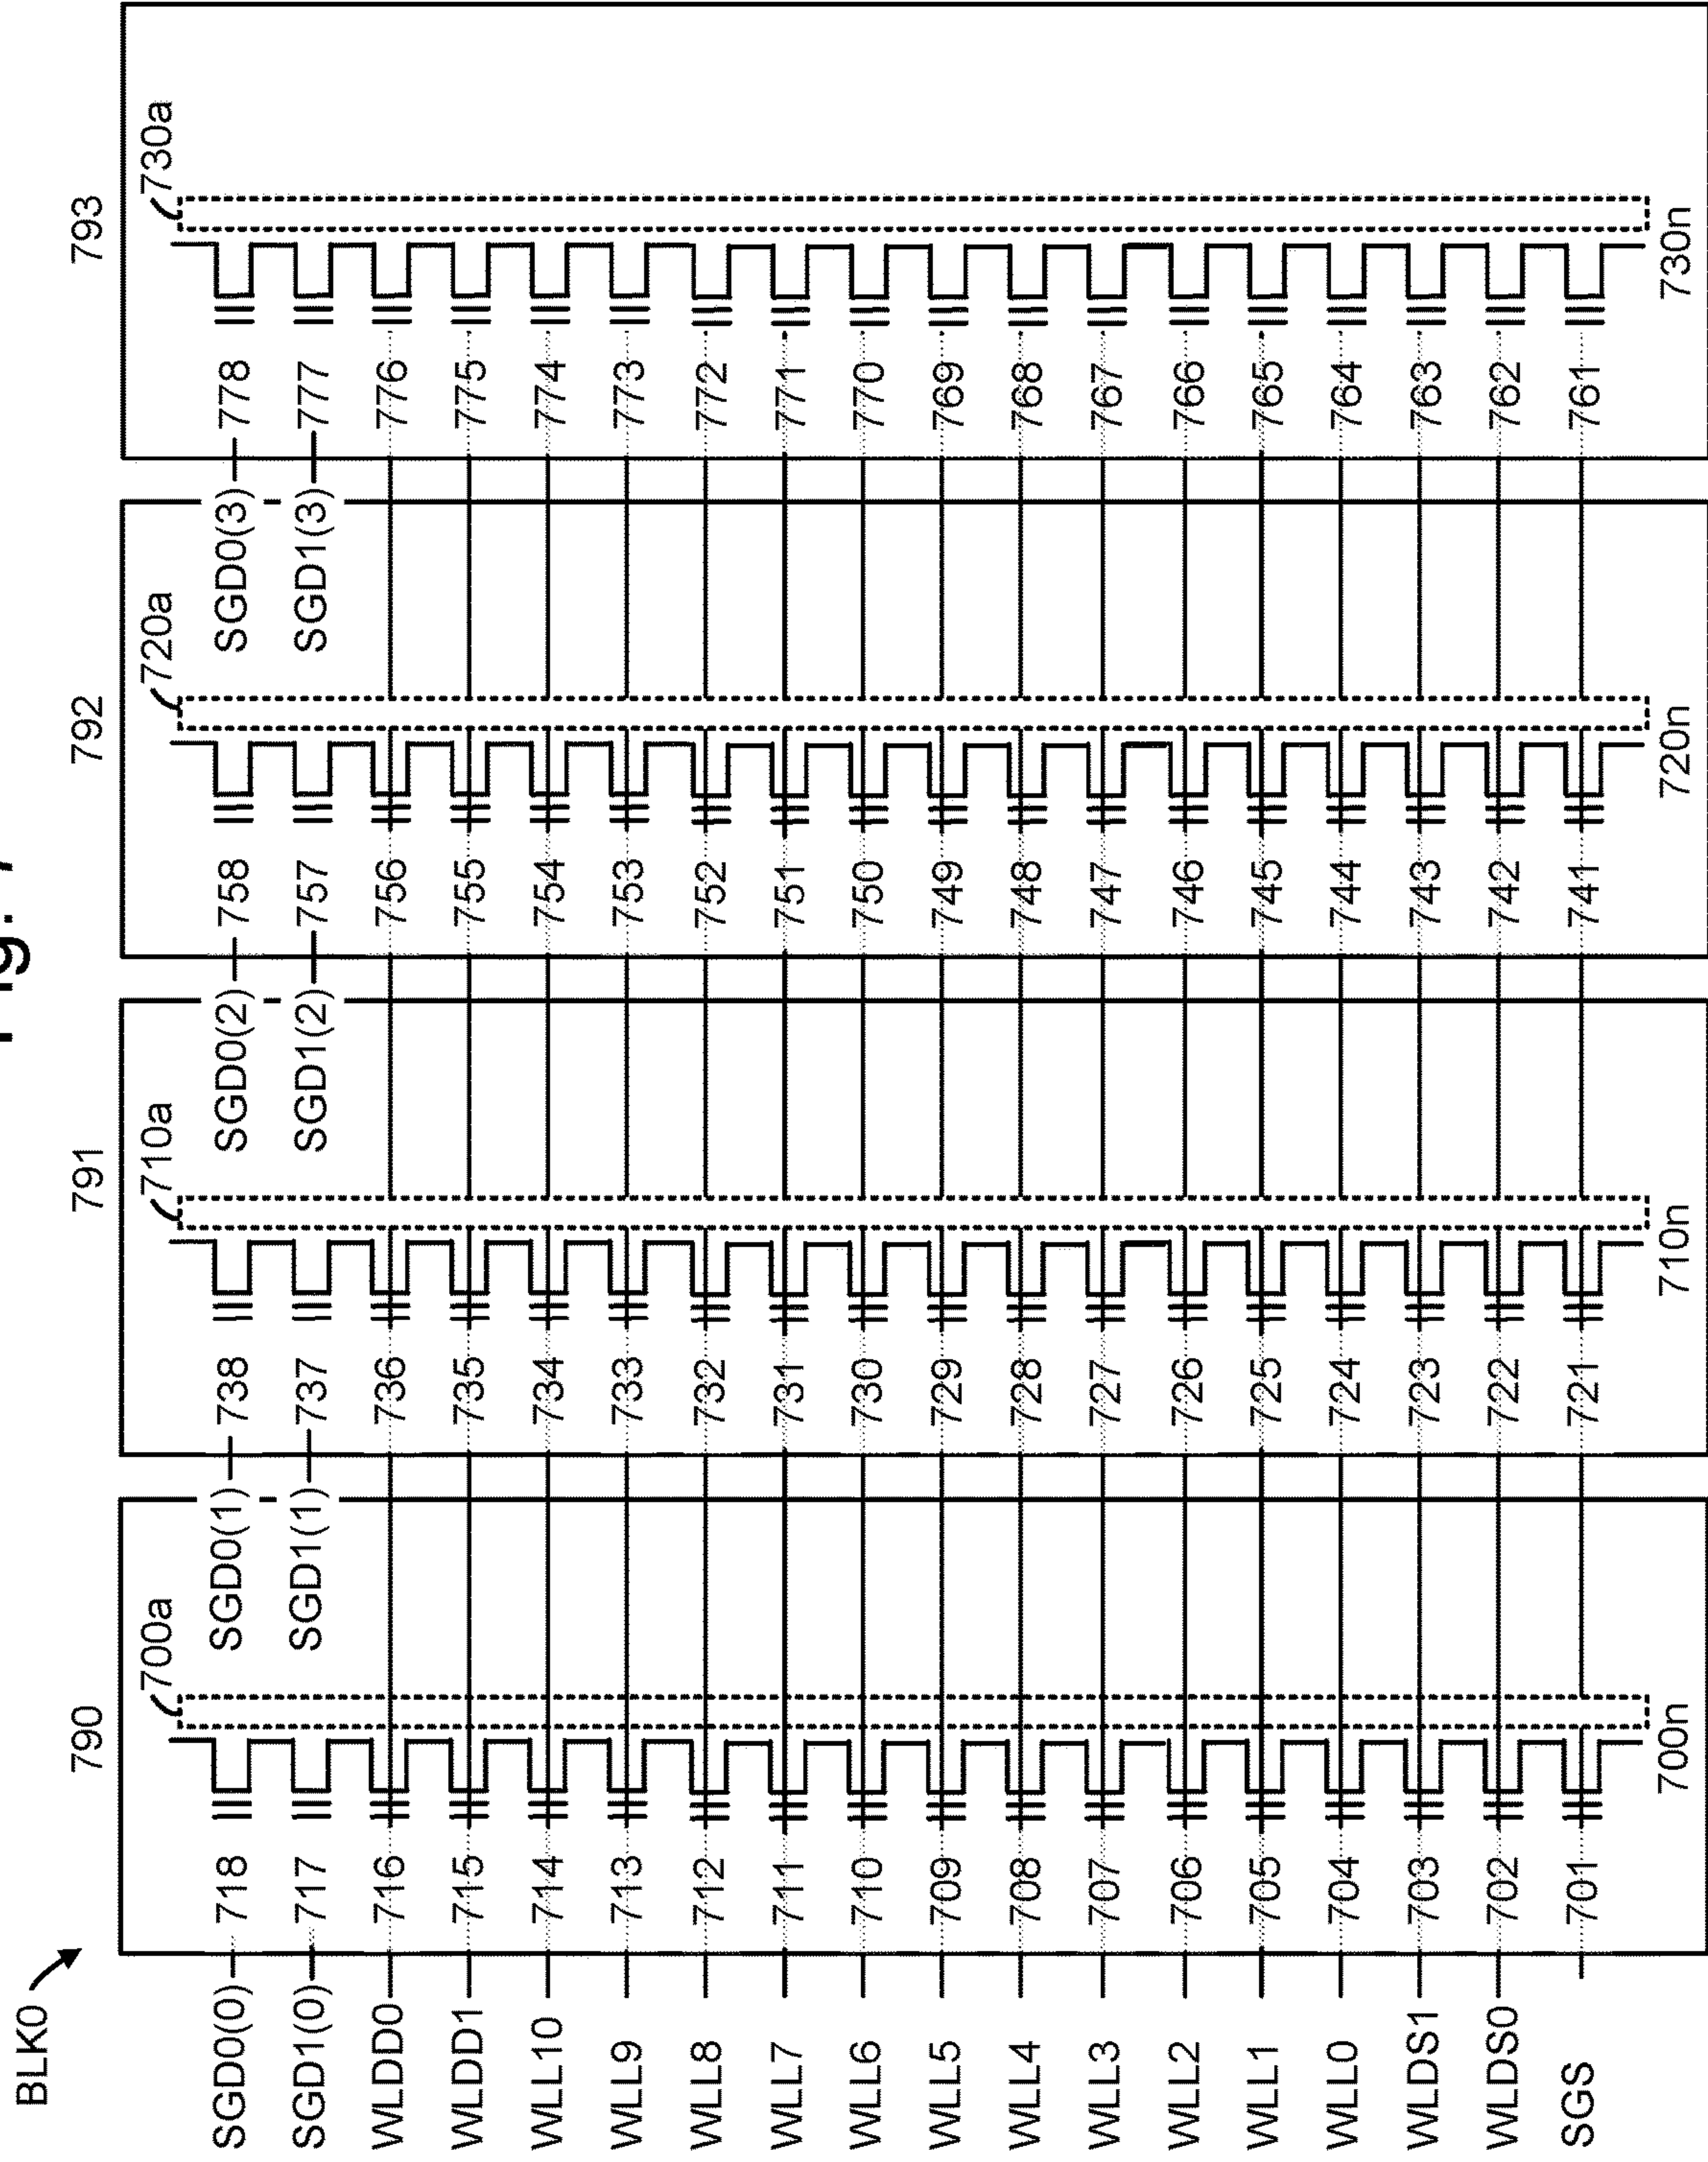 BLK0
790 791 792 793
700a 710a 720a 730a
SGD0(0) 718 SGD0(1) 738 SGD0(2) 758 SGD0(3) 778
SGD1(0) 717 SGD1(1) 737 SGD1(2) 757 SGD1(3) 777
WLDD0 716 736 756 776
WLDD1 715 735 755 775
WLL10 714 734 754 774
WLL9 713 733 753 773
WLL8 712 732 752 772
WLL7 711 731 751 771
WLL6 710 730 750 770
WLL5 709 729 749 769
WLL4 708 728 748 768
WLL3 707 727 747 767
WLL2 706 726 746 766
WLL1 705 725 745 765
WLL0 704 724 744 764
WLDS1 703 723 743 763
WLDS0 702 722 742 762
SGS 701 721 741 761
700n 710n 720n 730n